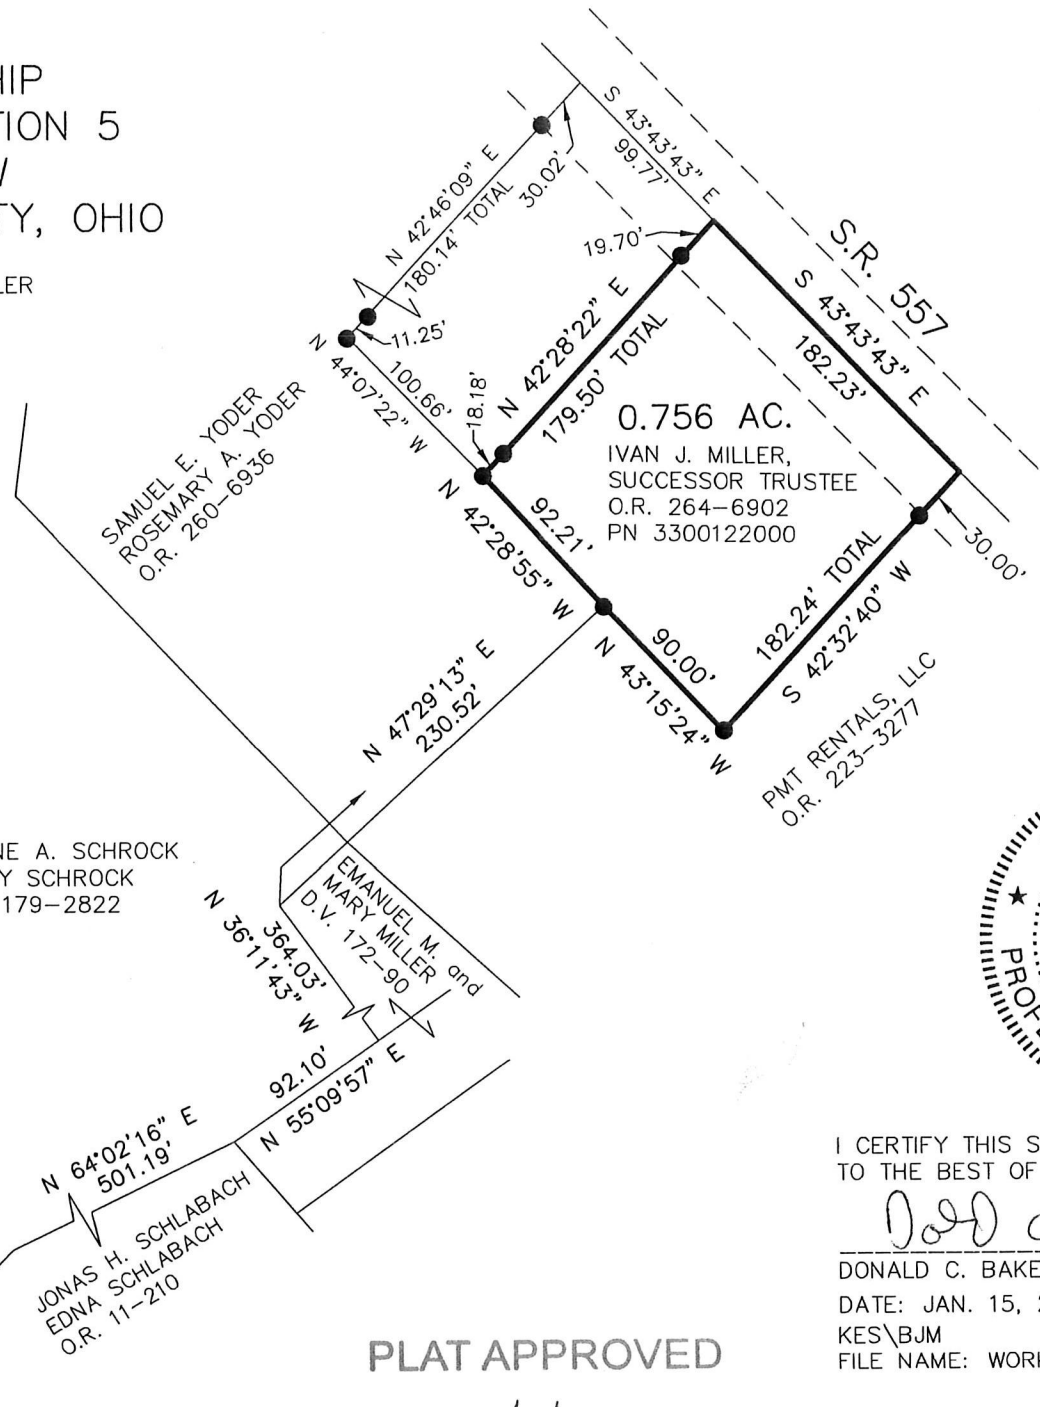 HIP
TION 5
TY, OHIO
LER
N 42°46'09" E
180.14' TOTAL
30.02'
S 43°43'43" E
99.77'
19.70'
S.R. 557
11.25'
N 44°07'22" W
100.66'
18.18'
N 42°28'22" E
179.50' TOTAL
S 43°43'43" E
182.23'
0.756 AC.
IVAN J. MILLER,
SUCCESSOR TRUSTEE
O.R. 264-6902
PN 3300122000
SAMUEL E. YODER
ROSEMARY A. YODER
O.R. 260-6936
92.21'
N 42°28'55" W
30.00'
182.24' TOTAL
S 42°32'40" W
90.00'
N 43°15'24" W
PMT RENTALS, LLC
O.R. 223-3277
N 47°29'13" E
230.52'
NE A. SCHROCK
Y SCHROCK
179-2822
EMANUEL M. and
MARY MILLER
D.V. 172-90
364.03'
N 36°11'43" W
92.10'
N 55°09'57" E
N 64°02'16" E
501.19'
JONAS H. SCHLABACH
EDNA SCHLABACH
O.R. 11-210
I CERTIFY THIS S
TO THE BEST OF
DONALD C. BAKE
DATE: JAN. 15,
KES\BJM
FILE NAME: WOR
PLAT APPROVED